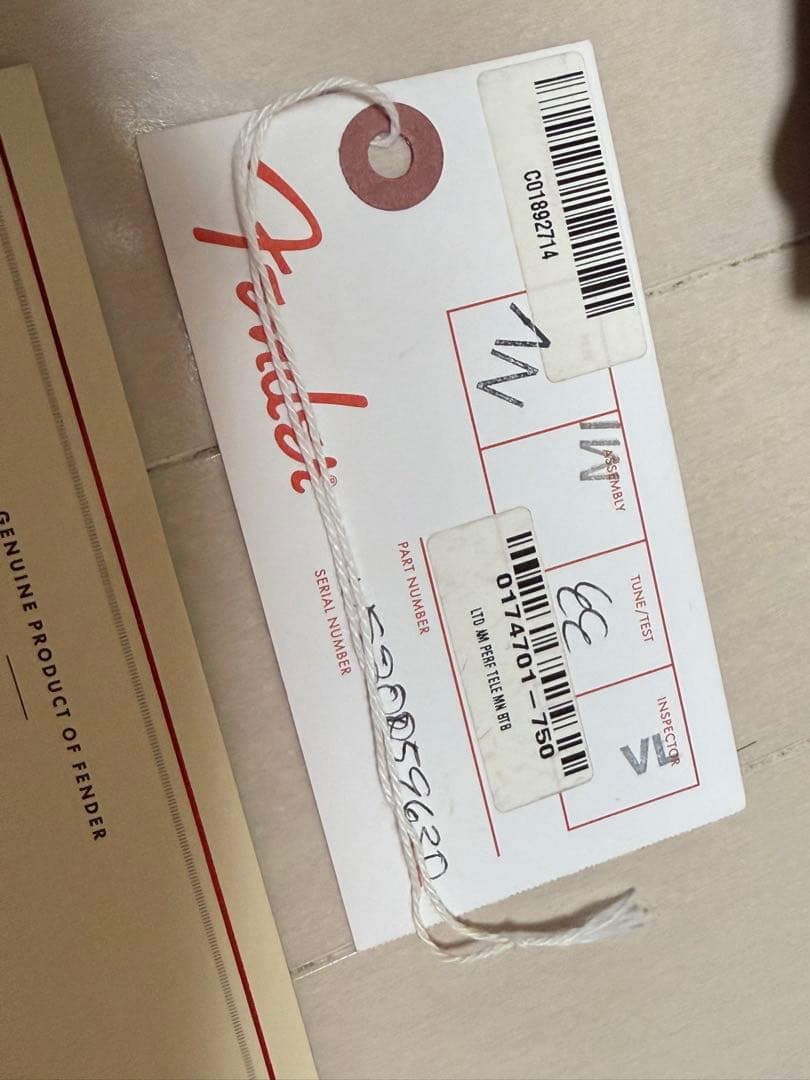 Fender®
C01892714
ASSEMBLY
TUNE/TEST
INSPECTOR
VL
PART NUMBER
0174701-750
LTD AM PERF TELE MN BTB
SERIAL NUMBER
GENUINE PRODUCT OF FENDER